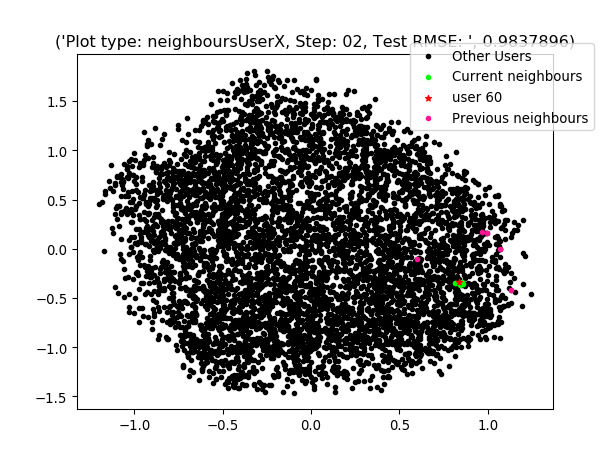 ('Plot type: neighboursUserX, Step: 02, Test RMSE: ', 0.9837896)
Other Users
Current neighbours
user 60
Previous neighbours
1.5
1.0
0.5
0.0
−0.5
−1.0
−1.5
−1.0 −0.5 0.0 0.5 1.0